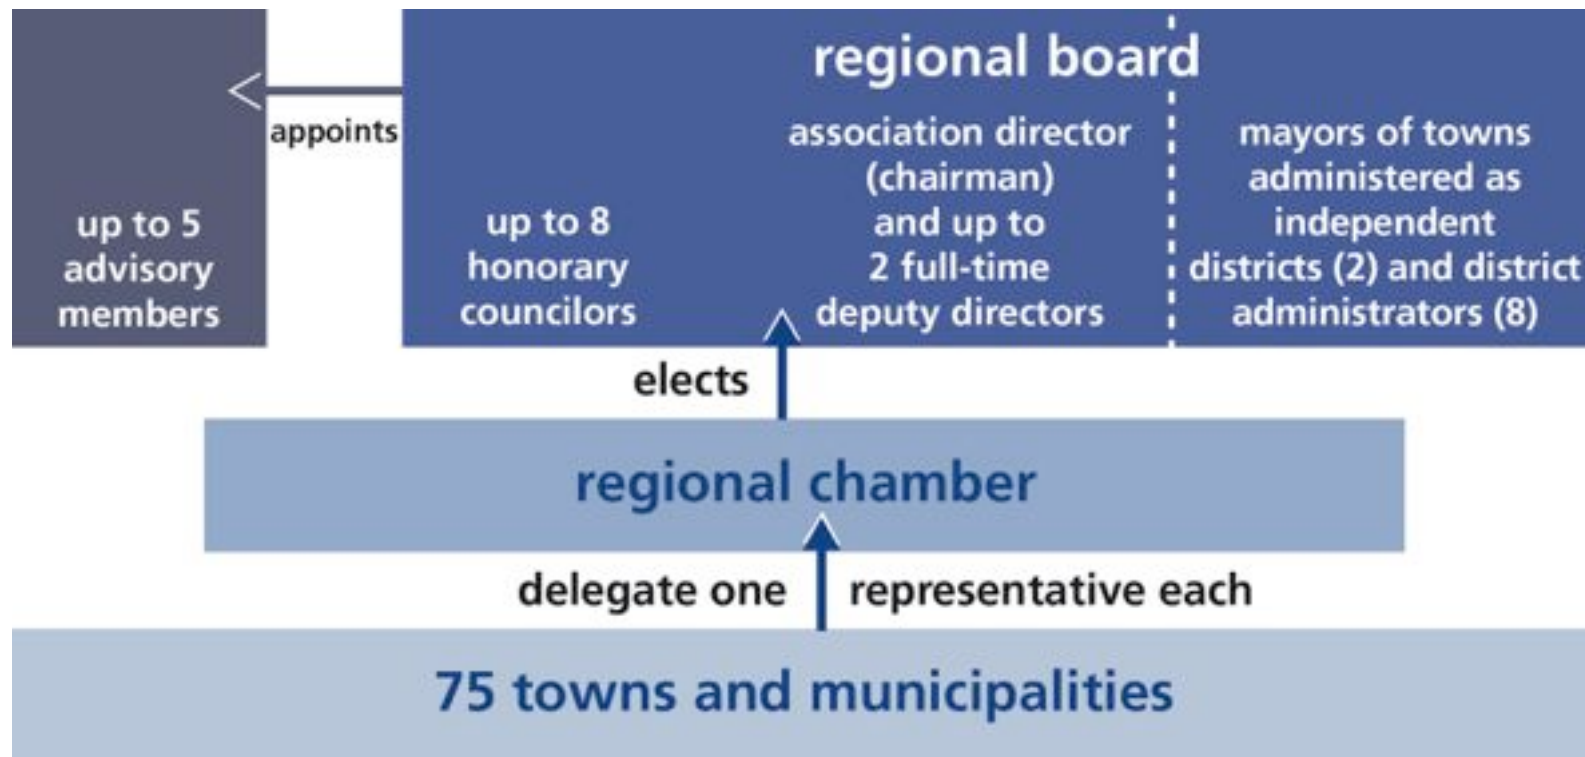 regional board
appoints
up to 5
advisory
members
up to 8
honorary
councilors
association director
(chairman)
and up to
2 full-time
deputy directors
mayors of towns
administered as
independent
districts (2) and district
administrators (8)
elects
regional chamber
delegate one representative each
75 towns and municipalities